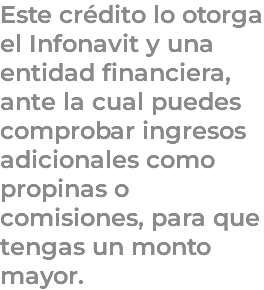 Este crédito lo otorga
el Infonavit y una
entidad financiera,
ante la cual puedes
comprobar ingresos
adicionales como
propinas o
comisiones, para que
tengas un monto
mayor.